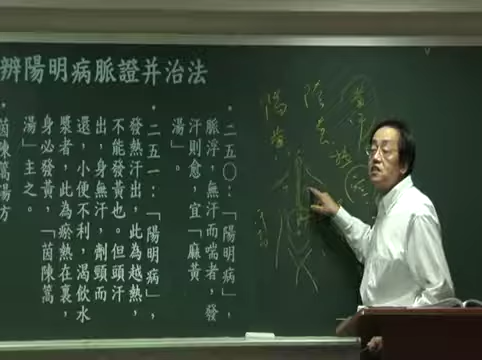 辨陽明病脈證并治法
•二五○：「陽明病」，
脈浮，無汗而喘者，發
汗則愈，宜「麻黃
湯」。
•二五一：「陽明病」，
發熱汗出，此為越熱，
不能發黃也。但頭汗
出，身無汗，劑頸而
還，小便不利，渴飲水
漿者，此為瘀熱在裏，
身必發黃，「茵陳蒿
湯」主之。
•茵陳蒿湯方
陰黃
陽黃